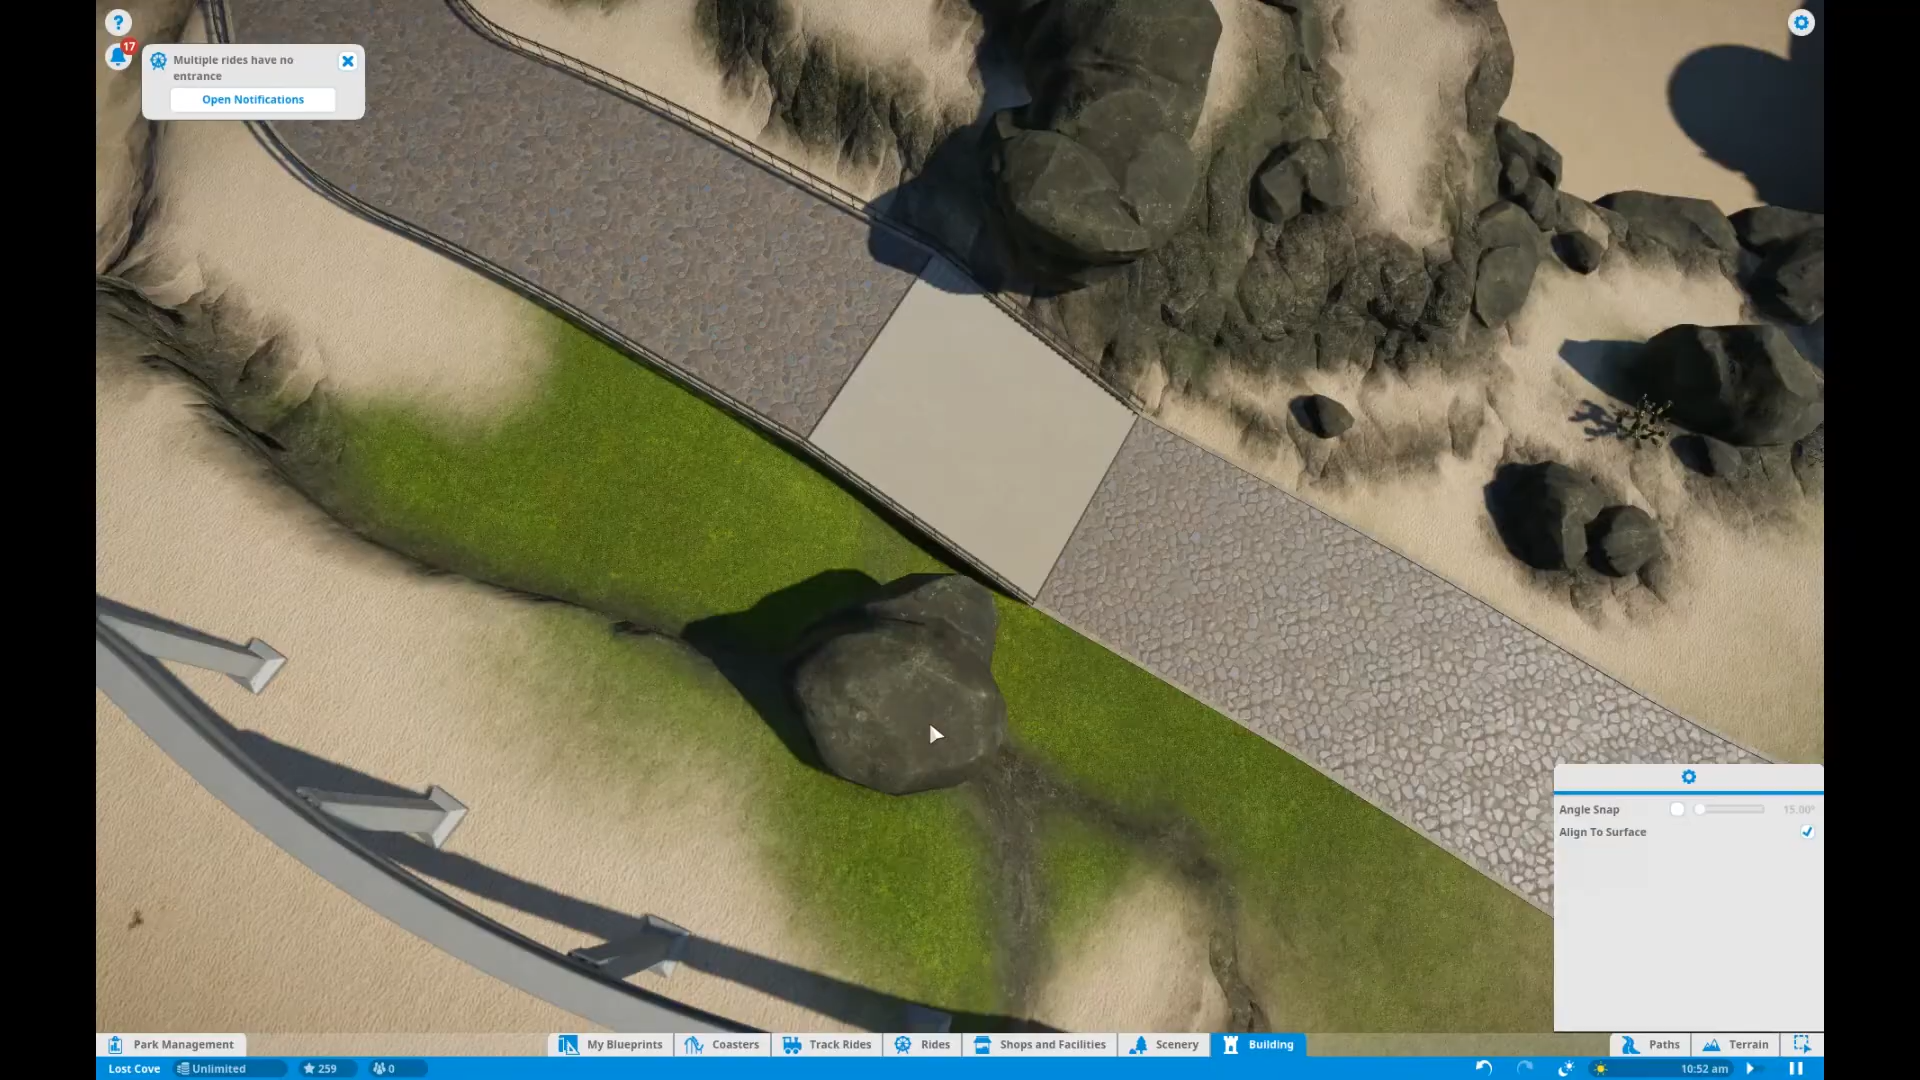 ?
17
Multiple rides have no
entrance
Open Notifications
Angle Snap 15.00°
Align To Surface
Park Management
My Blueprints
Coasters
Track Rides
Rides
Shops and Facilities
Scenery
Building
Paths
Terrain
Lost Cove
Unlimited
259
0
10:52 am